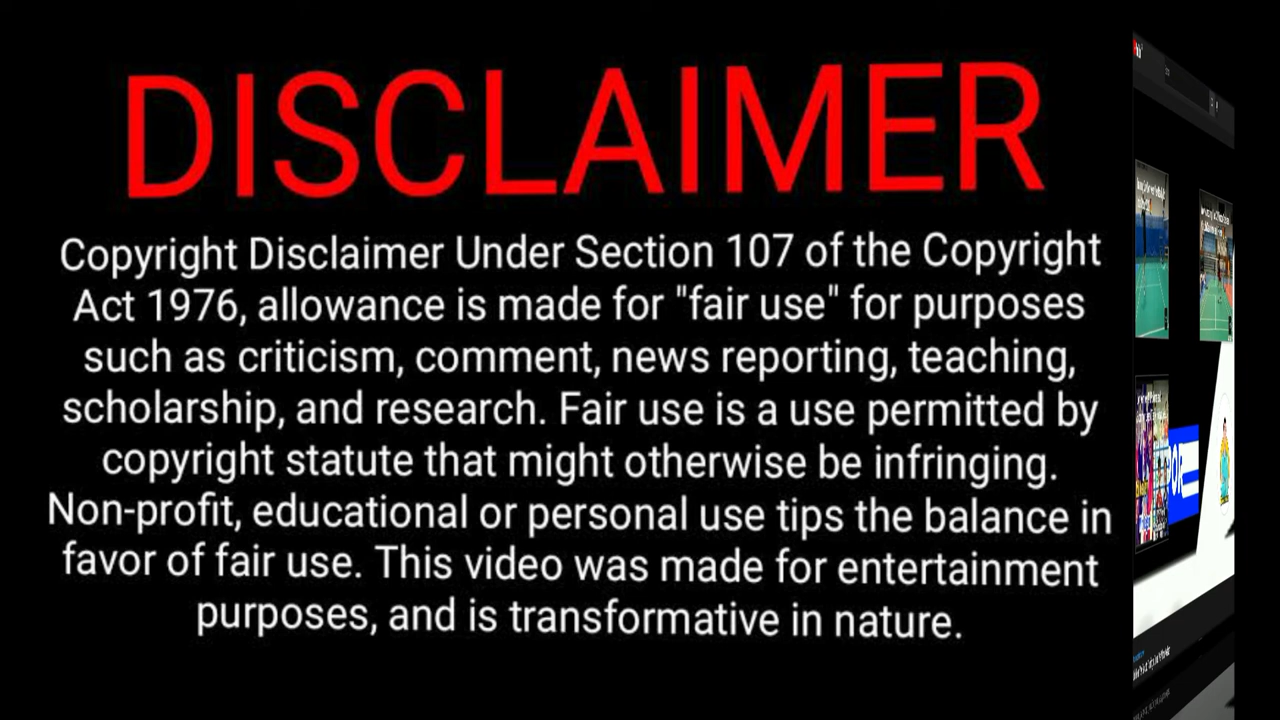 DISCLAIMER
Copyright Disclaimer Under Section 107 of the Copyright
Act 1976, allowance is made for "fair use" for purposes
such as criticism, comment, news reporting, teaching,
scholarship, and research. Fair use is a use permitted by
copyright statute that might otherwise be infringing.
Non-profit, educational or personal use tips the balance in
favor of fair use. This video was made for entertainment
purposes, and is transformative in nature.